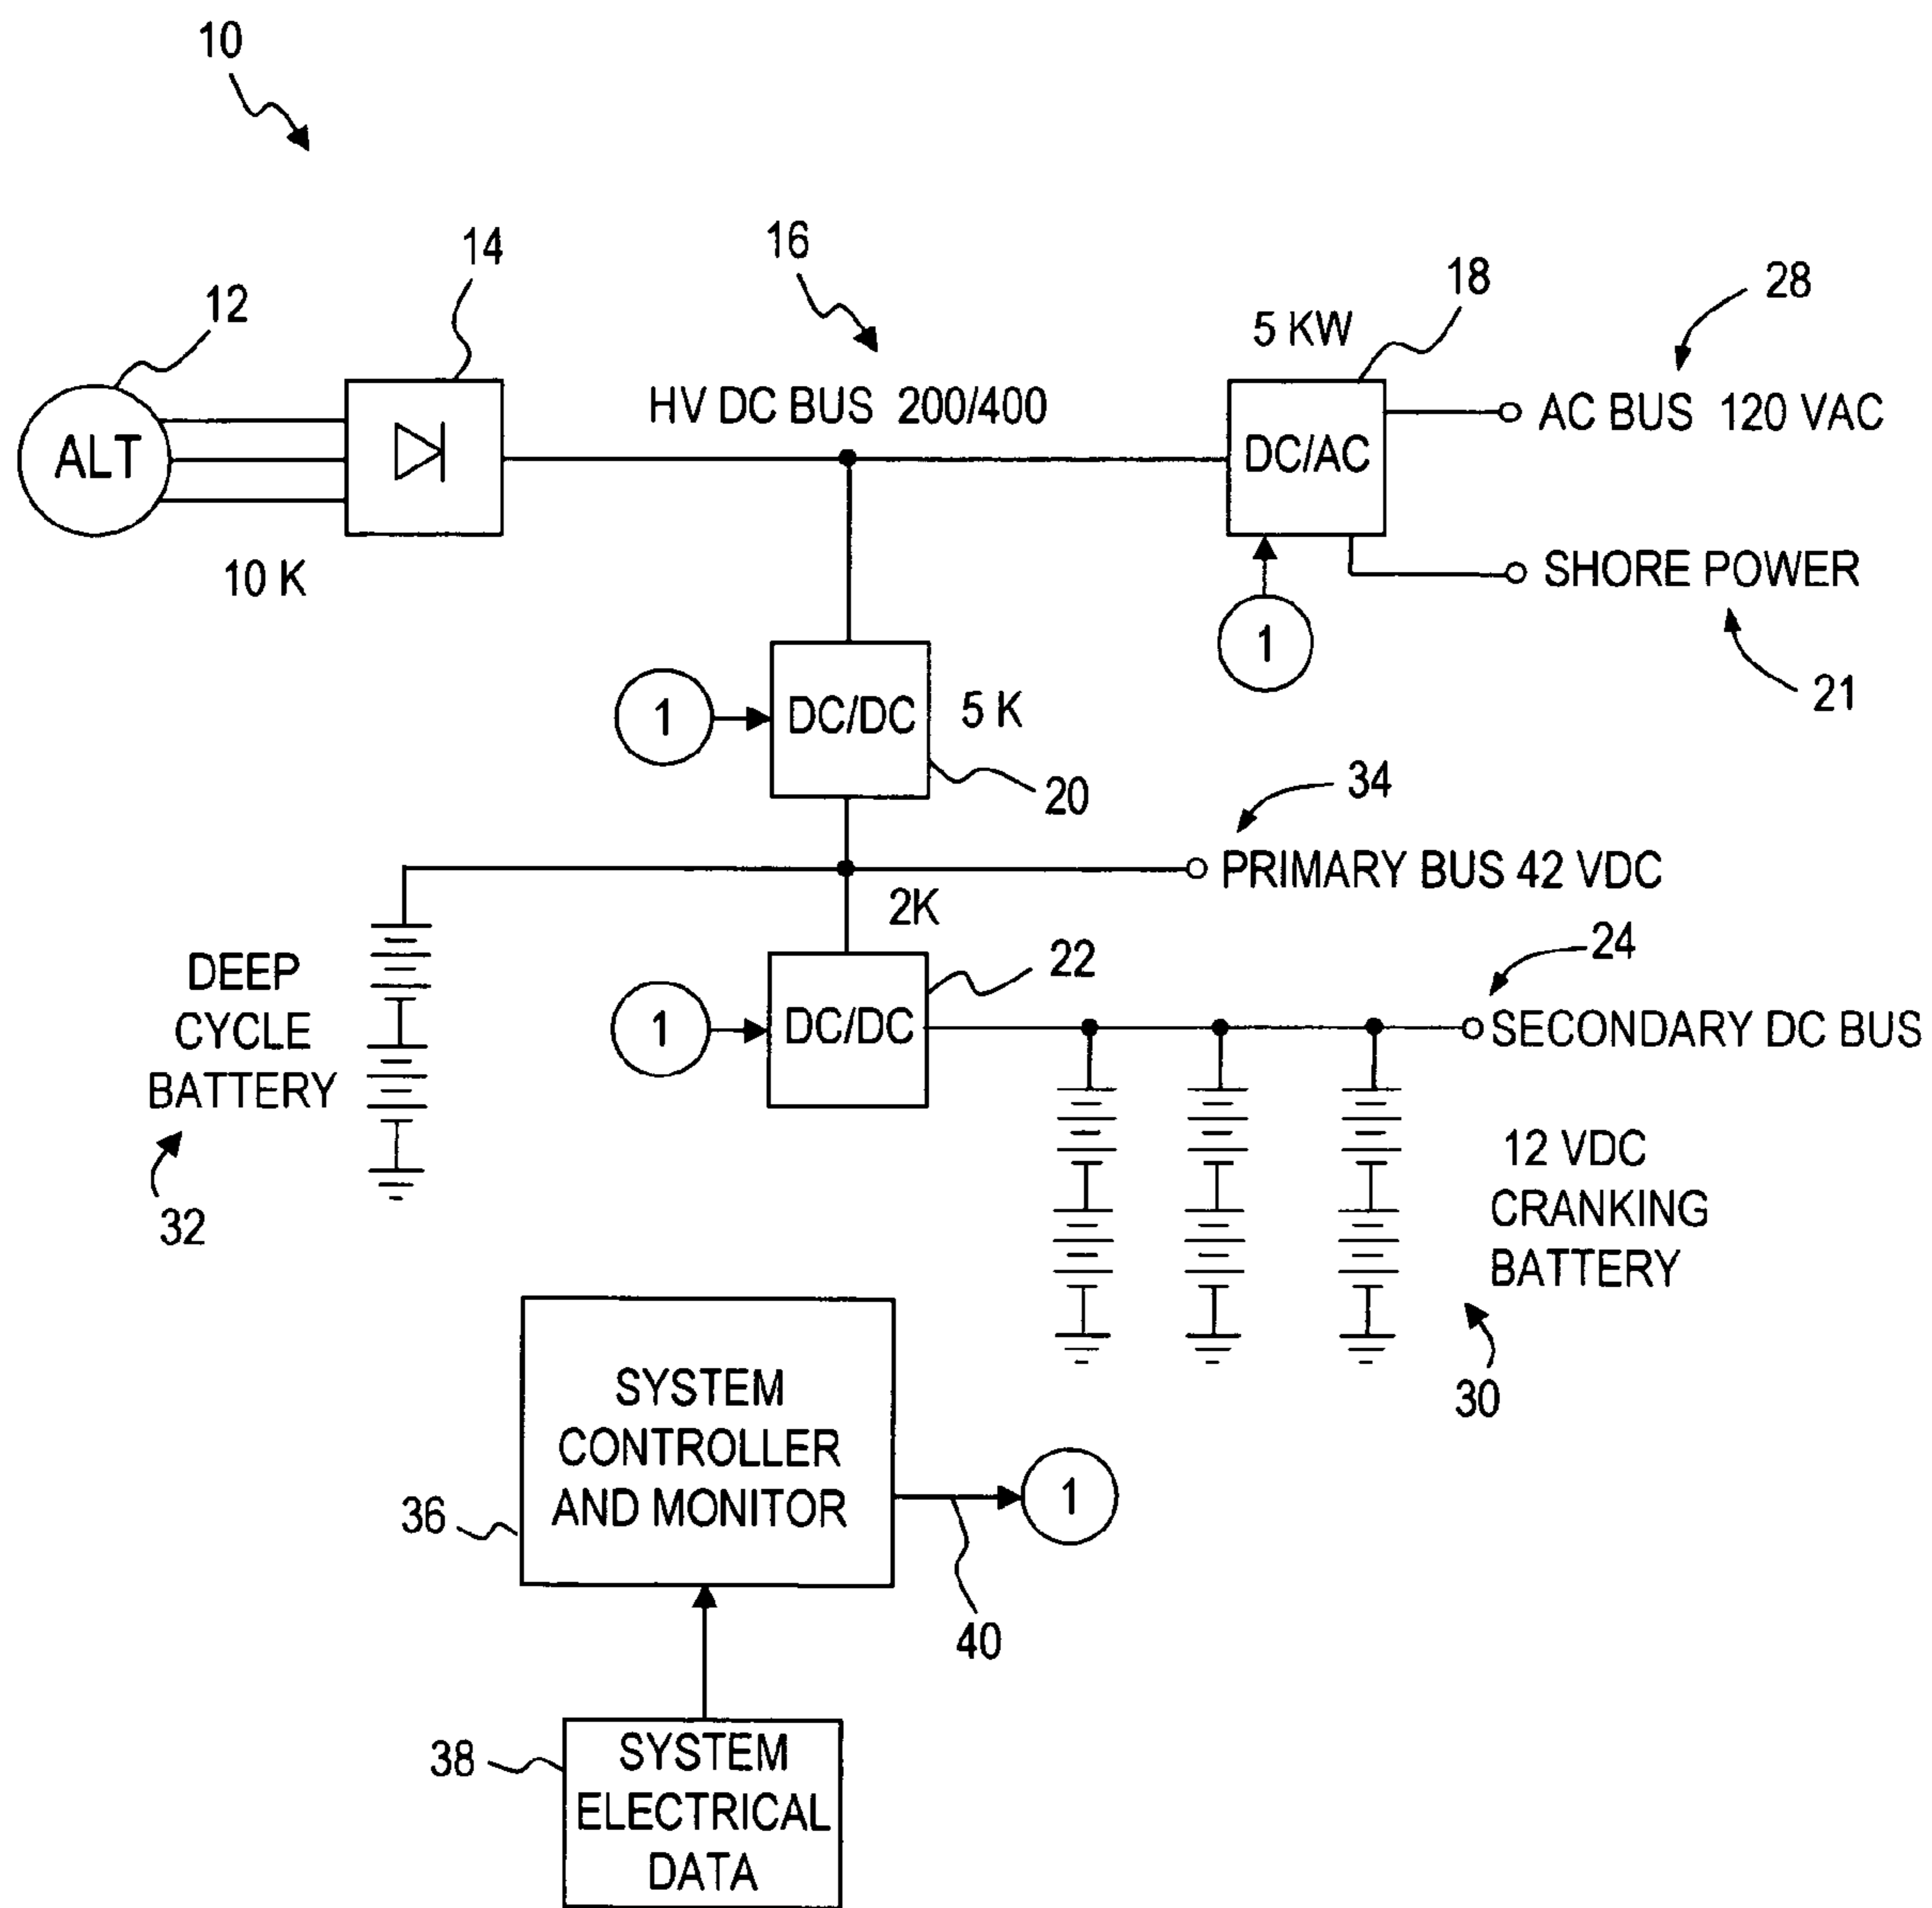 10
14
16
18
28
12
5 KW
HV DC BUS 200/400
AC BUS 120 VAC
ALT
DC/AC
10 K
SHORE POWER
1
21
1
DC/DC
5 K
20
34
PRIMARY BUS 42 VDC
2K
24
22
DEEP
CYCLE
BATTERY
32
1
DC/DC
SECONDARY DC BUS
12 VDC
CRANKING
BATTERY
30
SYSTEM
CONTROLLER
AND MONITOR
36
1
40
38
SYSTEM
ELECTRICAL
DATA